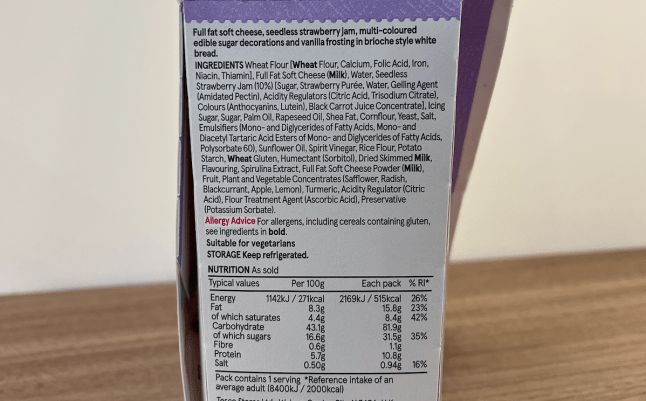 Full fat soft cheese, seedless strawberry jam, multi-coloured
edible sugar decorations and vanilla frosting in brioche style white
bread.
INGREDIENTS Wheat Flour [Wheat Flour, Calcium, Folic Acid, Iron,
Niacin, Thiamin], Full Fat Soft Cheese (Milk), Water, Seedless
Strawberry Jam (10%) [Sugar, Strawberry Purée, Water, Gelling Agent
(Amidated Pectin), Acidity Regulators (Citric Acid, Trisodium Citrate),
Colours (Anthocyanins, Lutein), Black Carrot Juice Concentrate], Icing
Sugar, Sugar, Palm Oil, Rapeseed Oil, Shea Fat, Cornflour, Yeast, Salt,
Emulsifiers (Mono- and Diglycerides of Fatty Acids, Mono- and
Diacetyl Tartaric Acid Esters of Mono- and Diglycerides of Fatty Acids,
Polysorbate 60), Sunflower Oil, Spirit Vinegar, Rice Flour, Potato
Starch, Wheat Gluten, Humectant (Sorbitol), Dried Skimmed Milk,
Flavouring, Spirulina Extract, Full Fat Soft Cheese Powder (Milk),
Fruit, Plant and Vegetable Concentrates (Safflower, Radish,
Blackcurrant, Apple, Lemon), Turmeric, Acidity Regulator (Citric
Acid), Flour Treatment Agent (Ascorbic Acid), Preservative
(Potassium Sorbate).
Allergy Advice For allergens, including cereals containing gluten,
see ingredients in bold.
Suitable for vegetarians
STORAGE Keep refrigerated.
NUTRITION As sold
Typical values Per 100g Each pack % RI*
Energy 1142kJ / 271kcal 2169kJ / 515kcal 26%
Fat 8.3g 15.8g 23%
of which saturates 4.4g 8.4g 42%
Carbohydrate 43.1g 81.9g
of which sugars 16.6g 31.5g 35%
Fibre 0.6g 1.1g
Protein 5.7g 10.8g
Salt 0.50g 0.94g 16%
Pack contains 1 serving *Reference intake of an
average adult (8400kJ / 2000kcal)